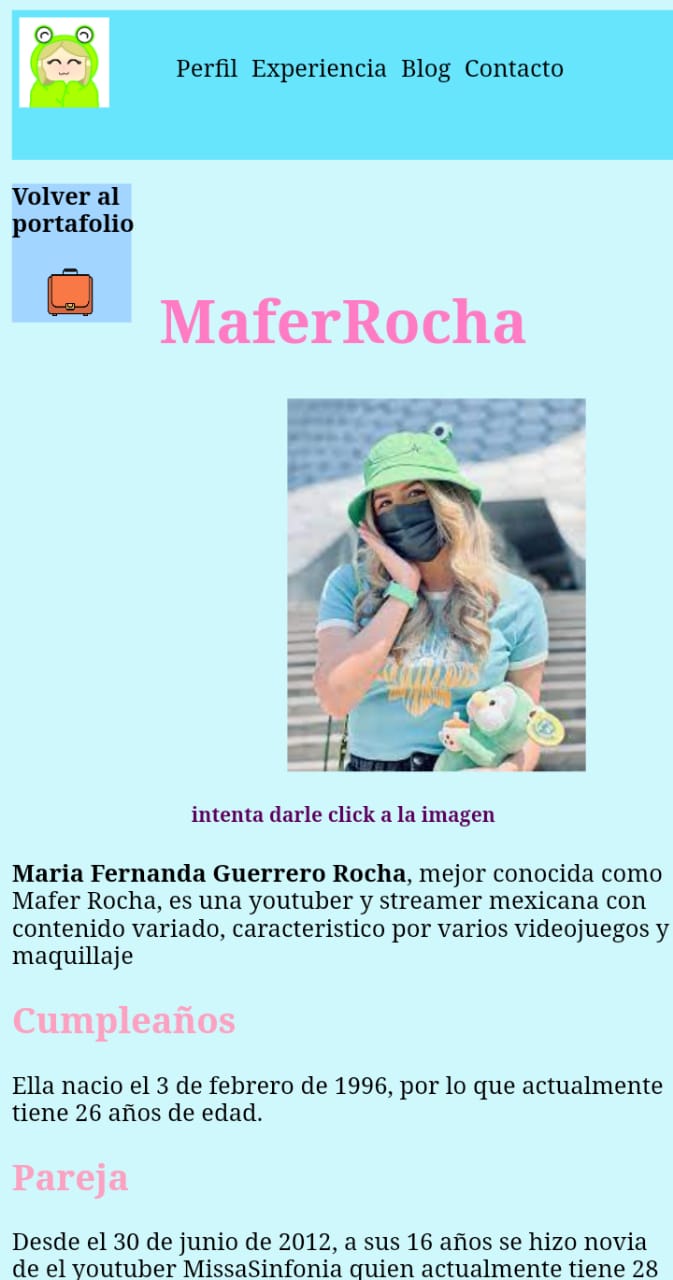 Perfil Experiencia Blog Contacto
Volver al
portafolio
MaferRocha
intenta darle click a la imagen
Maria Fernanda Guerrero Rocha, mejor conocida como
Mafer Rocha, es una youtuber y streamer mexicana con
contenido variado, caracteristico por varios videojuegos y
maquillaje
Cumpleaños
Ella nacio el 3 de febrero de 1996, por lo que actualmente
tiene 26 años de edad.
Pareja
Desde el 30 de junio de 2012, a sus 16 años se hizo novia
de el youtuber MissaSinfonia quien actualmente tiene 28